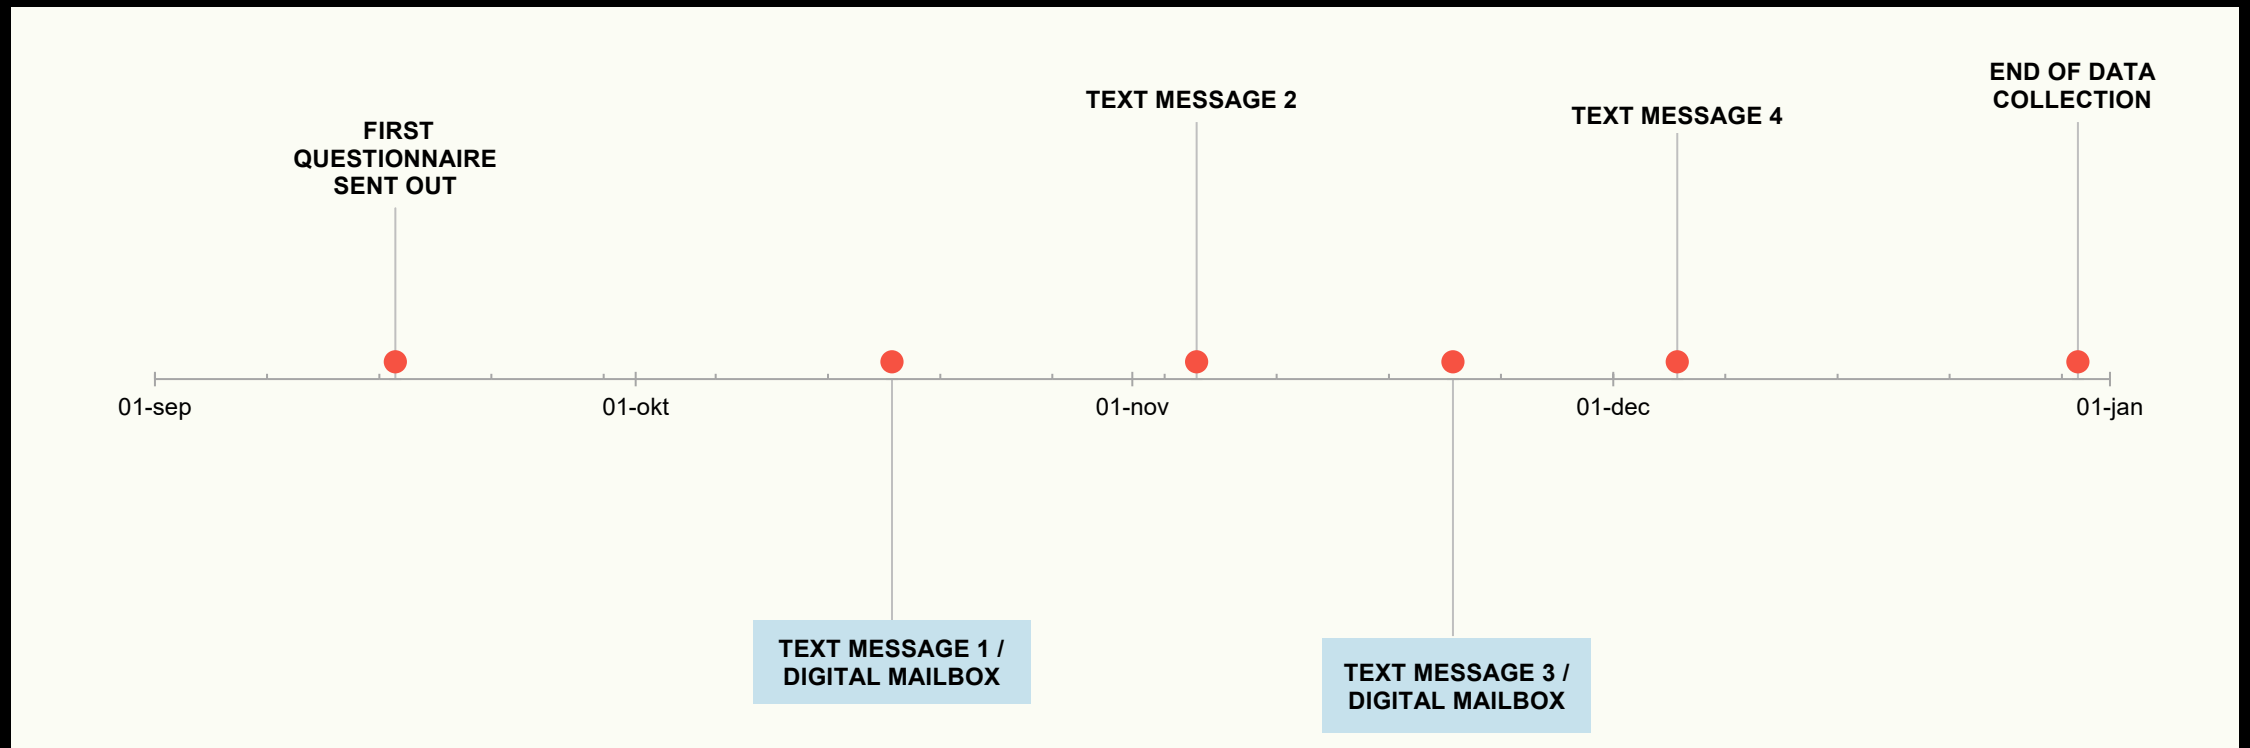 END OF DATA
COLLECTION
TEXT MESSAGE 2
TEXT MESSAGE 4
FIRST
QUESTIONNAIRE
SENT OUT
01-sep
01-okt
01-nov
01-dec
01-jan
TEXT MESSAGE 1 /
DIGITAL MAILBOX
TEXT MESSAGE 3 /
DIGITAL MAILBOX